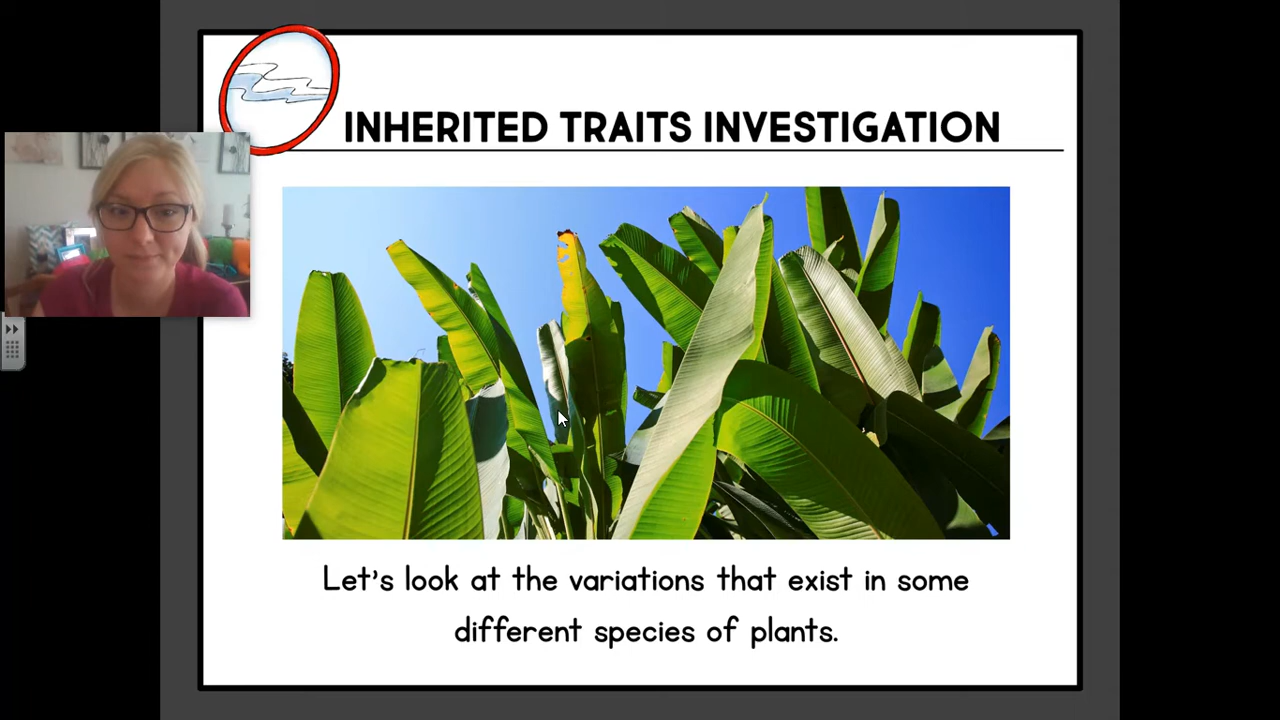 INHERITED TRAITS INVESTIGATION
Let's look at the variations that exist in some
different species of plants.